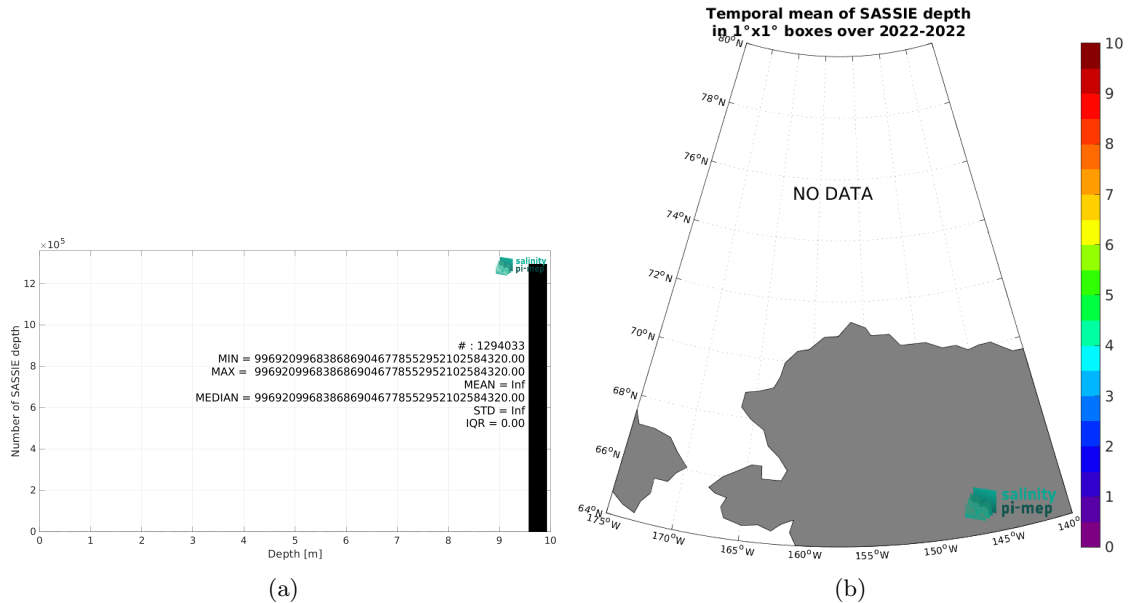 ×10⁵
12
10
8
6
4
2
0
0 1 2 3 4 5 6 7 8 9 10
Number of SASSIE depth
Depth [m]
salinity
pi-mep
# : 1294033
MIN = 9969209968386869046778552952102584320.00
MAX = 9969209968386869046778552952102584320.00
MEAN = Inf
MEDIAN = 9969209968386869046778552952102584320.00
STD = Inf
IQR = 0.00
(a)
Temporal mean of SASSIE depth
in 1°x1° boxes over 2022-2022
80°N
78°N
76°N
74°N
72°N
70°N
68°N
66°N
64°N
175°W
170°W
165°W
160°W
155°W
150°W
145°W
140°
NO DATA
salinity
pi-mep
10
9
8
7
6
5
4
3
2
1
0
(b)